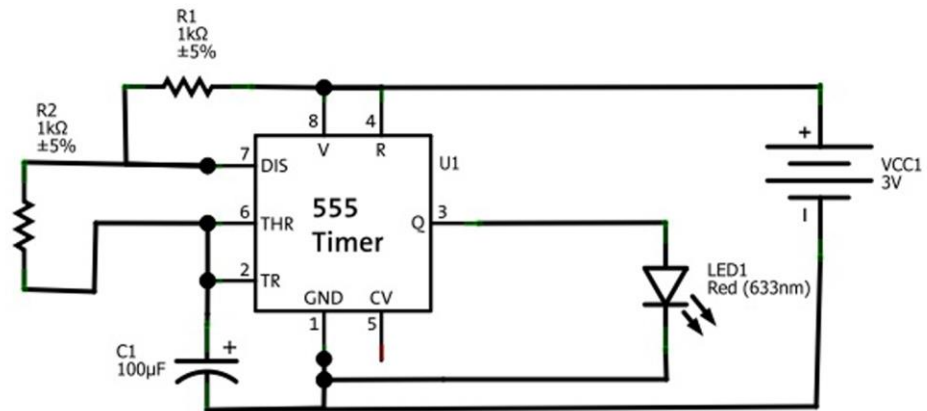 R1
1kΩ
±5%
R2
1kΩ
±5%
8
4
V
R
U1
7
DIS
6
THR
2
TR
555
Timer
Q
3
GND
CV
1
5
+
VCC1
3V
LED1
Red (633nm)
C1
100µF
+